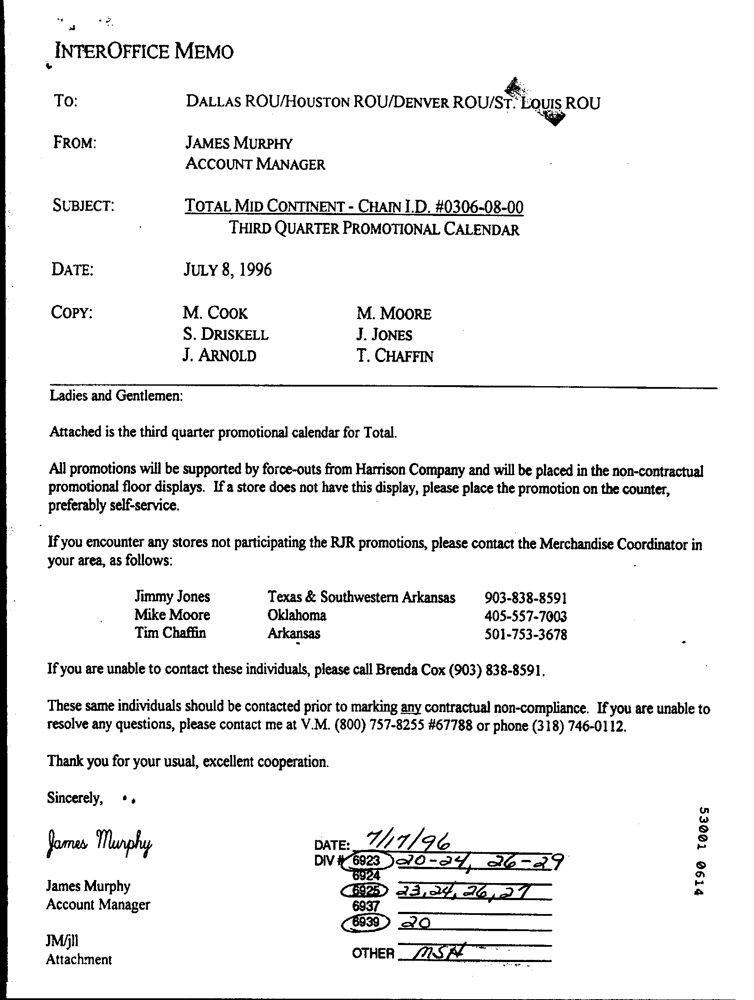 INTEROFFICE MEMO
TO: DALLAS ROU/HOUSTON ROU/DENVER ROU/ST. LOUIS ROU
FROM: JAMES MURPHY
ACCOUNT MANAGER
SUBJECT: TOTAL MID CONTINENT - CHAIN I.D. #0306-08-00
THIRD QUARTER PROMOTIONAL CALENDAR
DATE: JULY 8, 1996
COPY: M. COOK M. MOORE
S. DRISKELL J. JONES
J. ARNOLD T. CHAFFIN
Ladies and Gentlemen:
Attached is the third quarter promotional calendar for Total.
All promotions will be supported by force-outs from Harrison Company and will be placed in the non-contractual
promotional floor displays. If a store does not have this display, please place the promotion on the counter,
preferably self-service.
If you encounter any stores not participating the RJR promotions, please contact the Merchandise Coordinator in
your area, as follows:
Jimmy Jones Texas & Southwestern Arkansas 903-838-8591
Mike Moore Oklahoma 405-557-7003
Tim Chaffin Arkansas 501-753-3678
If you are unable to contact these individuals, please call Brenda Cox (903) 838-8591.
These same individuals should be contacted prior to marking any contractual non-compliance. If you are unable to
resolve any questions, please contact me at V.M. (800) 757-8255 #67788 or phone (318) 746-0112.
Thank you for your usual, excellent cooperation.
Sincerely,
James Murphy
James Murphy
Account Manager
JM/jll
Attachment
DATE: 7/17/96
DIV # 6923 20-24, 26-29
6924
6925 23, 24, 26, 27
6937
6939 20
OTHER MSA
53001 0614